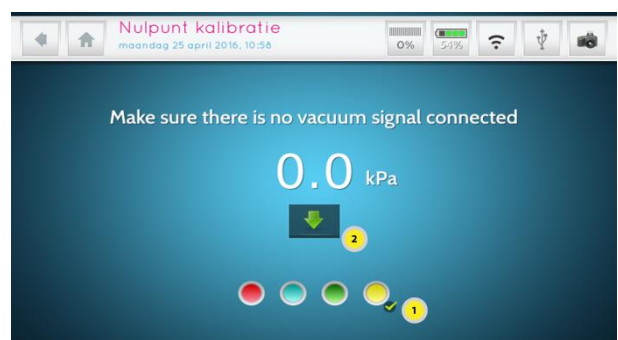 Nulpunt kalibratie
maandag 25 april 2016, 10:58
0%
54%
Make sure there is no vacuum signal connected
0.0 kPa
2
1